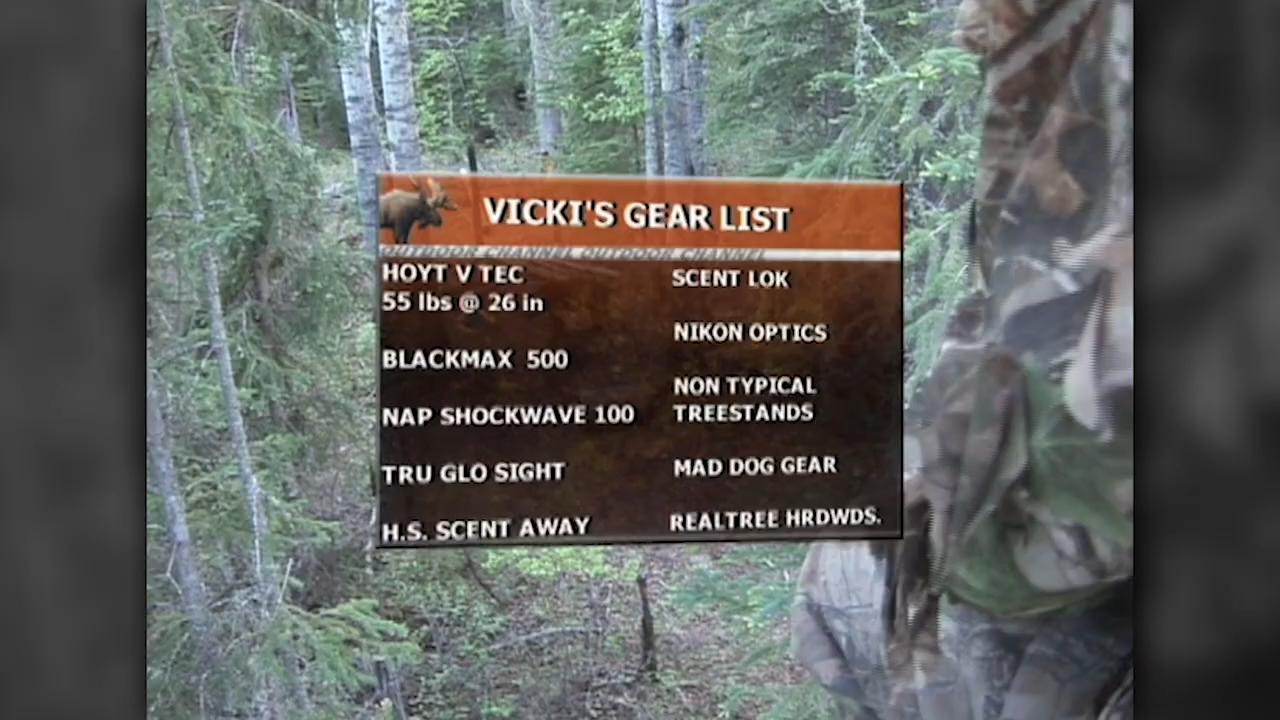 VICKI'S GEAR LIST
OUTDOOR CHANNEL OUTDOOR CHANNEL
HOYT V TEC
55 lbs @ 26 in
BLACKMAX 500
NAP SHOCKWAVE 100
TRU GLO SIGHT
H.S. SCENT AWAY
SCENT LOK
NIKON OPTICS
NON TYPICAL
TREESTANDS
MAD DOG GEAR
REALTREE HRDWDS.